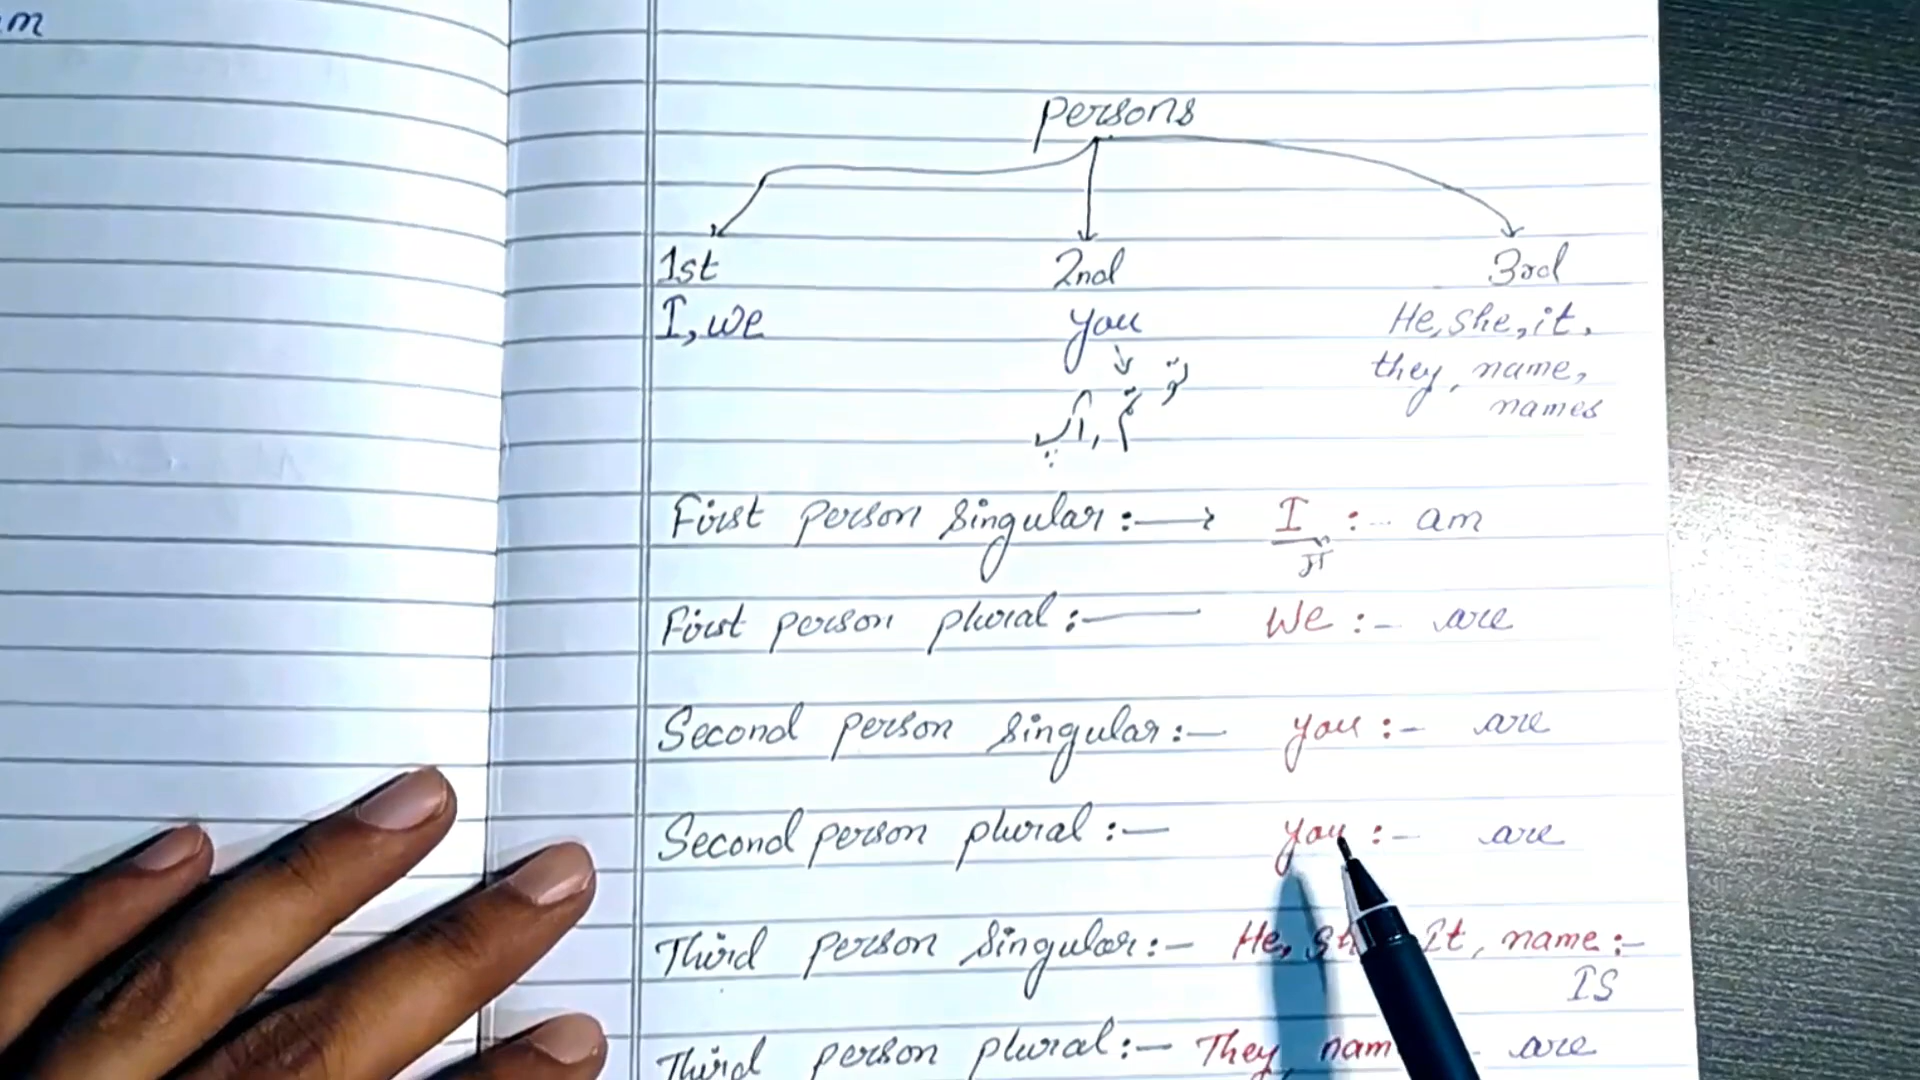 m
Persons
1st 2nd 3rd
I, we you He, she, it,
they, name,
names
تو
آپ, تم
First person singular :—→ I :- am
First person plural :— We :- are
Second person singular :— you :- are
Second person plural :— you :- are
Third person singular :— He, sh It, name :-
IS
Third person plural :— They nam - are